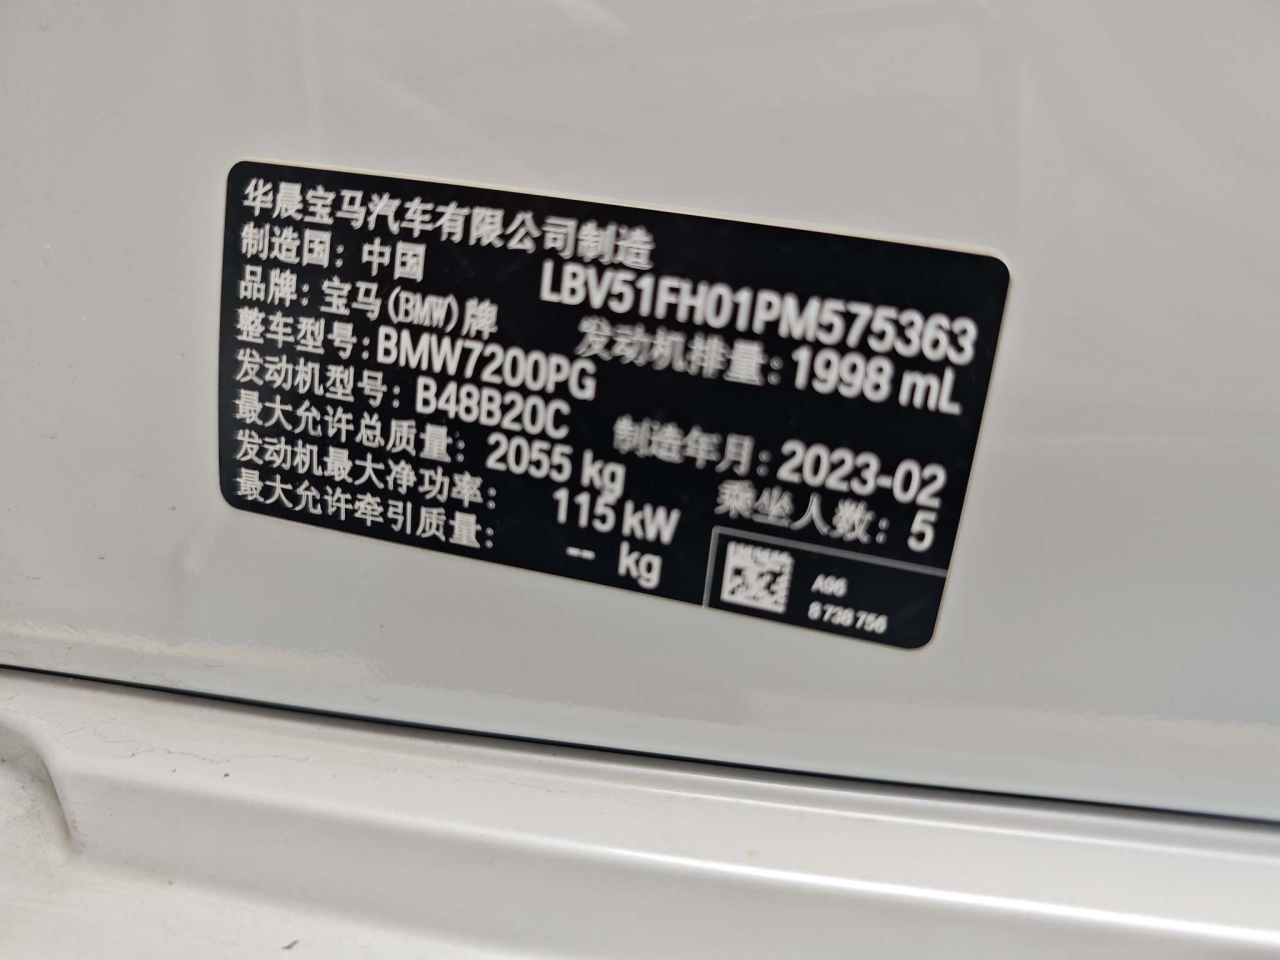 华晨宝马汽车有限公司制造
制造国：中国
LBV51FH01PM575363
品牌：宝马(BMW)牌
发动机排量：1998 mL
整车型号：BMW7200PG
发动机型号：B48B20C
制造年月：2023-02
最大允许总质量：2055 kg
乘坐人数：5
发动机最大净功率：115 kW
最大允许牵引质量：-- kg
A06
8 738 756